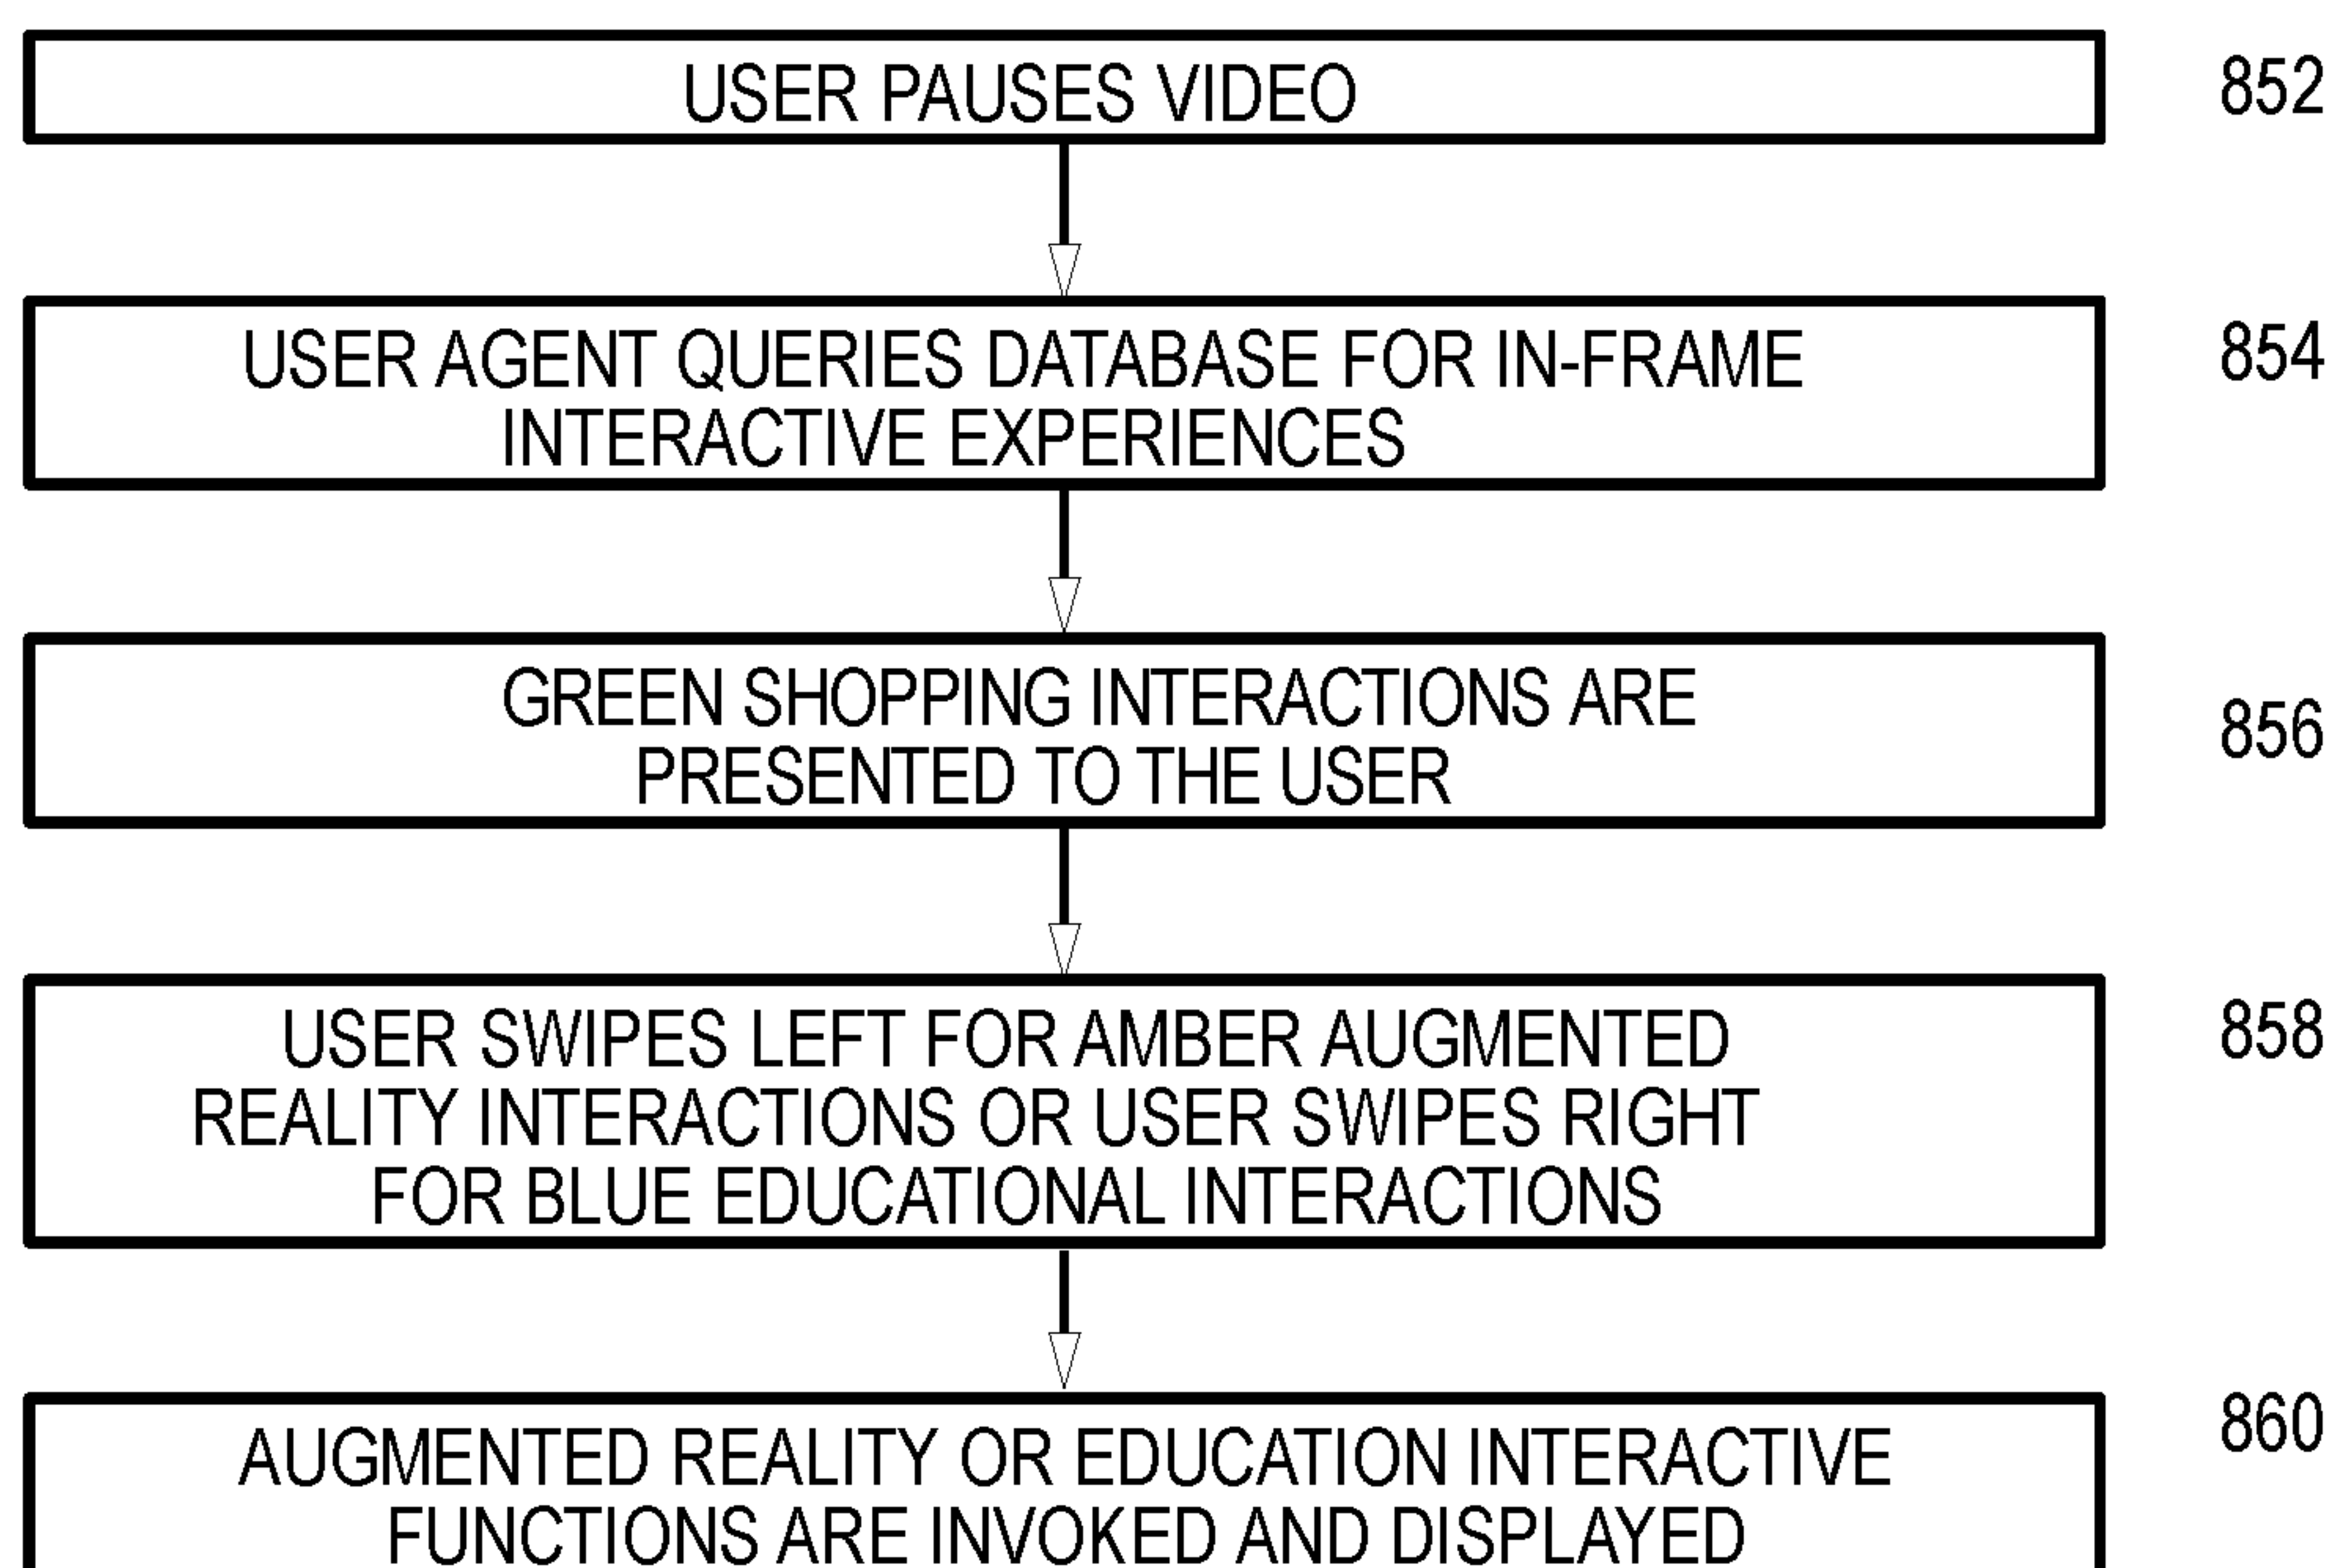 USER PAUSES VIDEO
852
USER AGENT QUERIES DATABASE FOR IN-FRAME
INTERACTIVE EXPERIENCES
854
GREEN SHOPPING INTERACTIONS ARE
PRESENTED TO THE USER
856
USER SWIPES LEFT FOR AMBER AUGMENTED
REALITY INTERACTIONS OR USER SWIPES RIGHT
FOR BLUE EDUCATIONAL INTERACTIONS
858
AUGMENTED REALITY OR EDUCATION INTERACTIVE
FUNCTIONS ARE INVOKED AND DISPLAYED
860